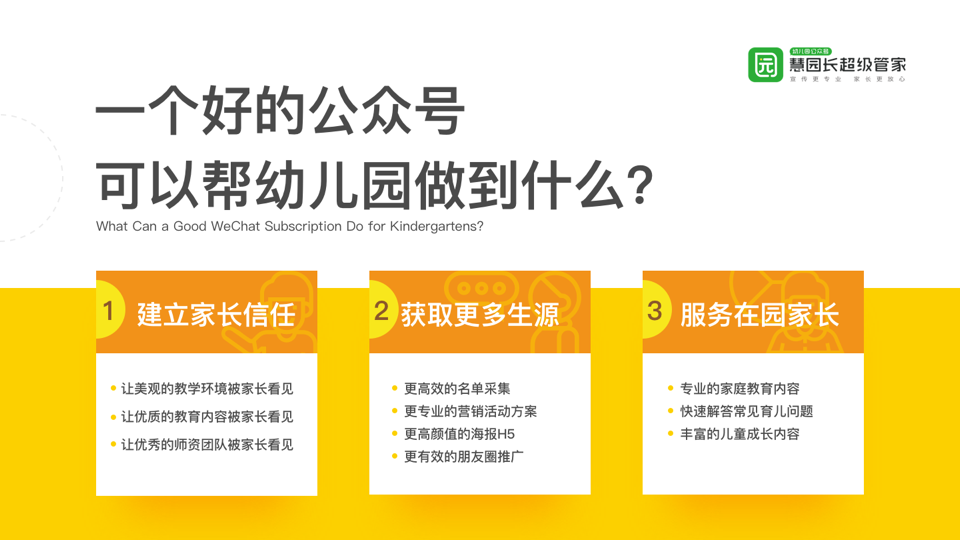 幼儿园公众号
慧园长超级管家
宣传更专业 家长更放心
一个好的公众号
可以帮幼儿园做到什么?
What Can a Good WeChat Subscription Do for Kindergartens?
1 建立家长信任
让美观的教学环境被家长看见
让优质的教育内容被家长看见
让优秀的师资团队被家长看见
2 获取更多生源
更高效的名单采集
更专业的营销活动方案
更高颜值的海报H5
更有效的朋友圈推广
3 服务在园家长
专业的家庭教育内容
快速解答常见育儿问题
丰富的儿童成长内容